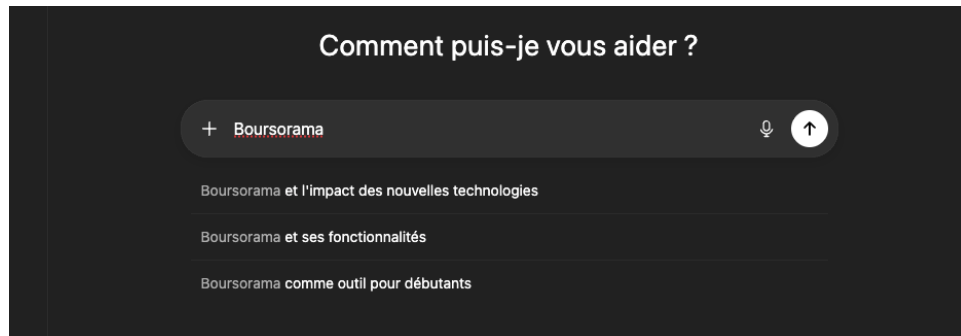 Comment puis-je vous aider ?
Boursorama
Boursorama et l'impact des nouvelles technologies
Boursorama et ses fonctionnalités
Boursorama comme outil pour débutants